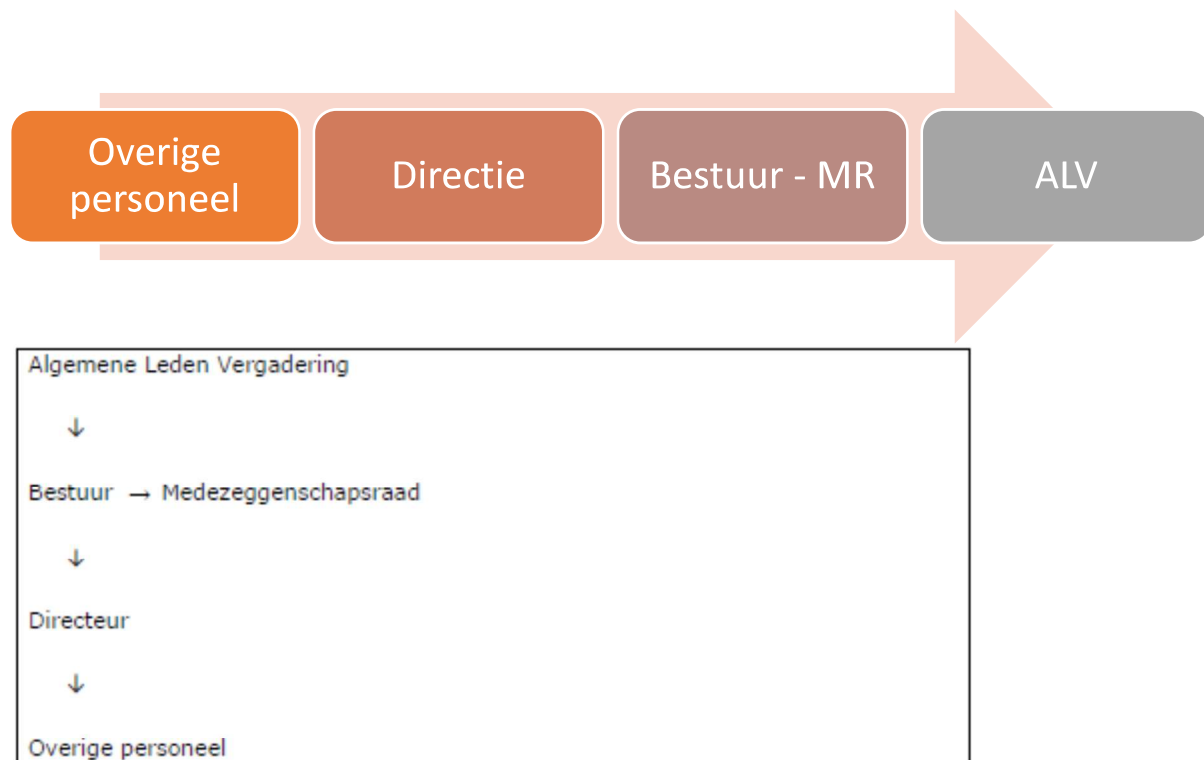 Overige
personeel
Directie
Bestuur - MR
ALV
Algemene Leden Vergadering
↓
Bestuur → Medezeggenschapsraad
↓
Directeur
↓
Overige personeel